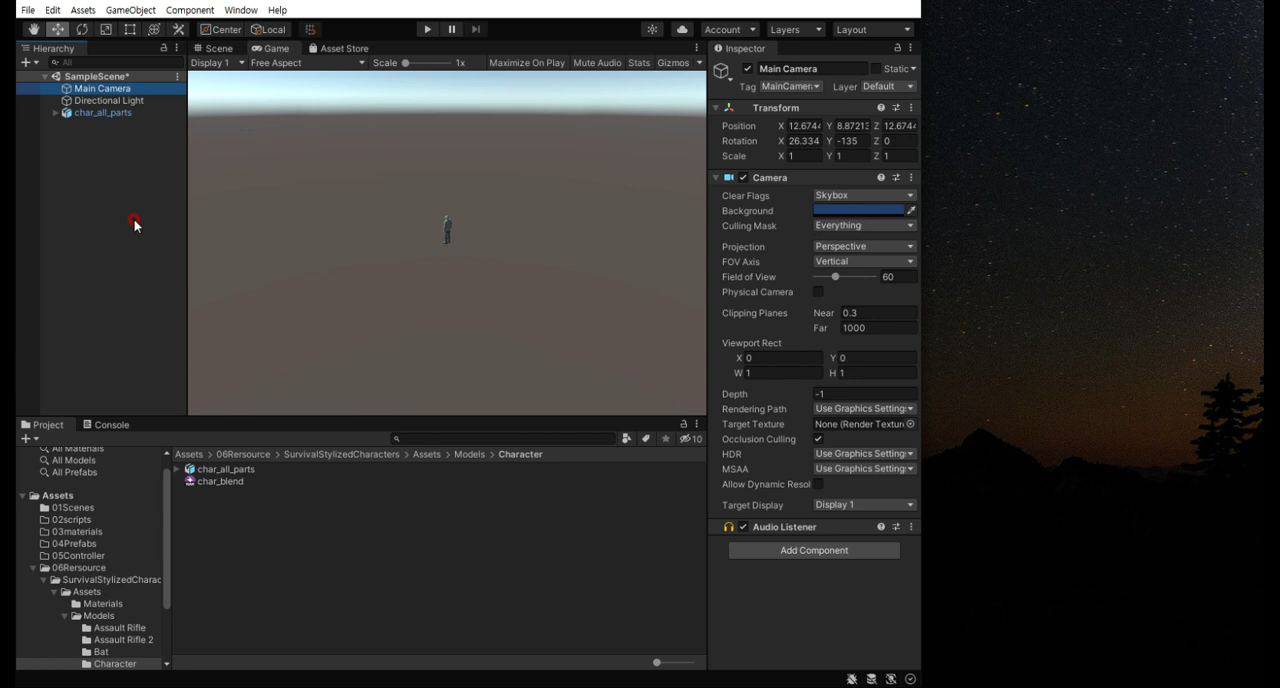 File Edit Assets GameObject Component Window Help
Center Local Account Layers Layout
Hierarchy Scene Game Asset Store Inspector
All Display 1 Free Aspect Scale 1x Maximize On Play Mute Audio Stats Gizmos
Main Camera Static
SampleScene*
Main Camera
Directional Light
char_all_parts
Tag MainCamer Layer Default
Transform
Position X 12.674 Y 8.8721 Z 12.674
Rotation X 26.334 Y -135 Z 0
Scale X 1 Y 1 Z 1
Camera
Clear Flags Skybox
Background
Culling Mask Everything
Projection Perspective
FOV Axis Vertical
Field of View 60
Physical Camera
Clipping Planes Near 0.3
Far 1000
Viewport Rect
X 0 Y 0
W 1 H 1
Depth -1
Rendering Path Use Graphics Setting
Target Texture None (Render Textur
Occlusion Culling
HDR Use Graphics Setting
MSAA Use Graphics Setting
Allow Dynamic Resol
Target Display Display 1
Audio Listener
Add Component
Project Console
10
All Materials
All Models
All Prefabs
Assets
01Scenes
02scripts
03materials
04Prefabs
05Controller
06Rersource
SurvivalStylizedCharac
Assets
Materials
Models
Assault Rifle
Assault Rifle 2
Bat
Character
Assets > 06Rersource > SurvivalStylizedCharacters > Assets > Models > Character
char_all_parts
char_blend